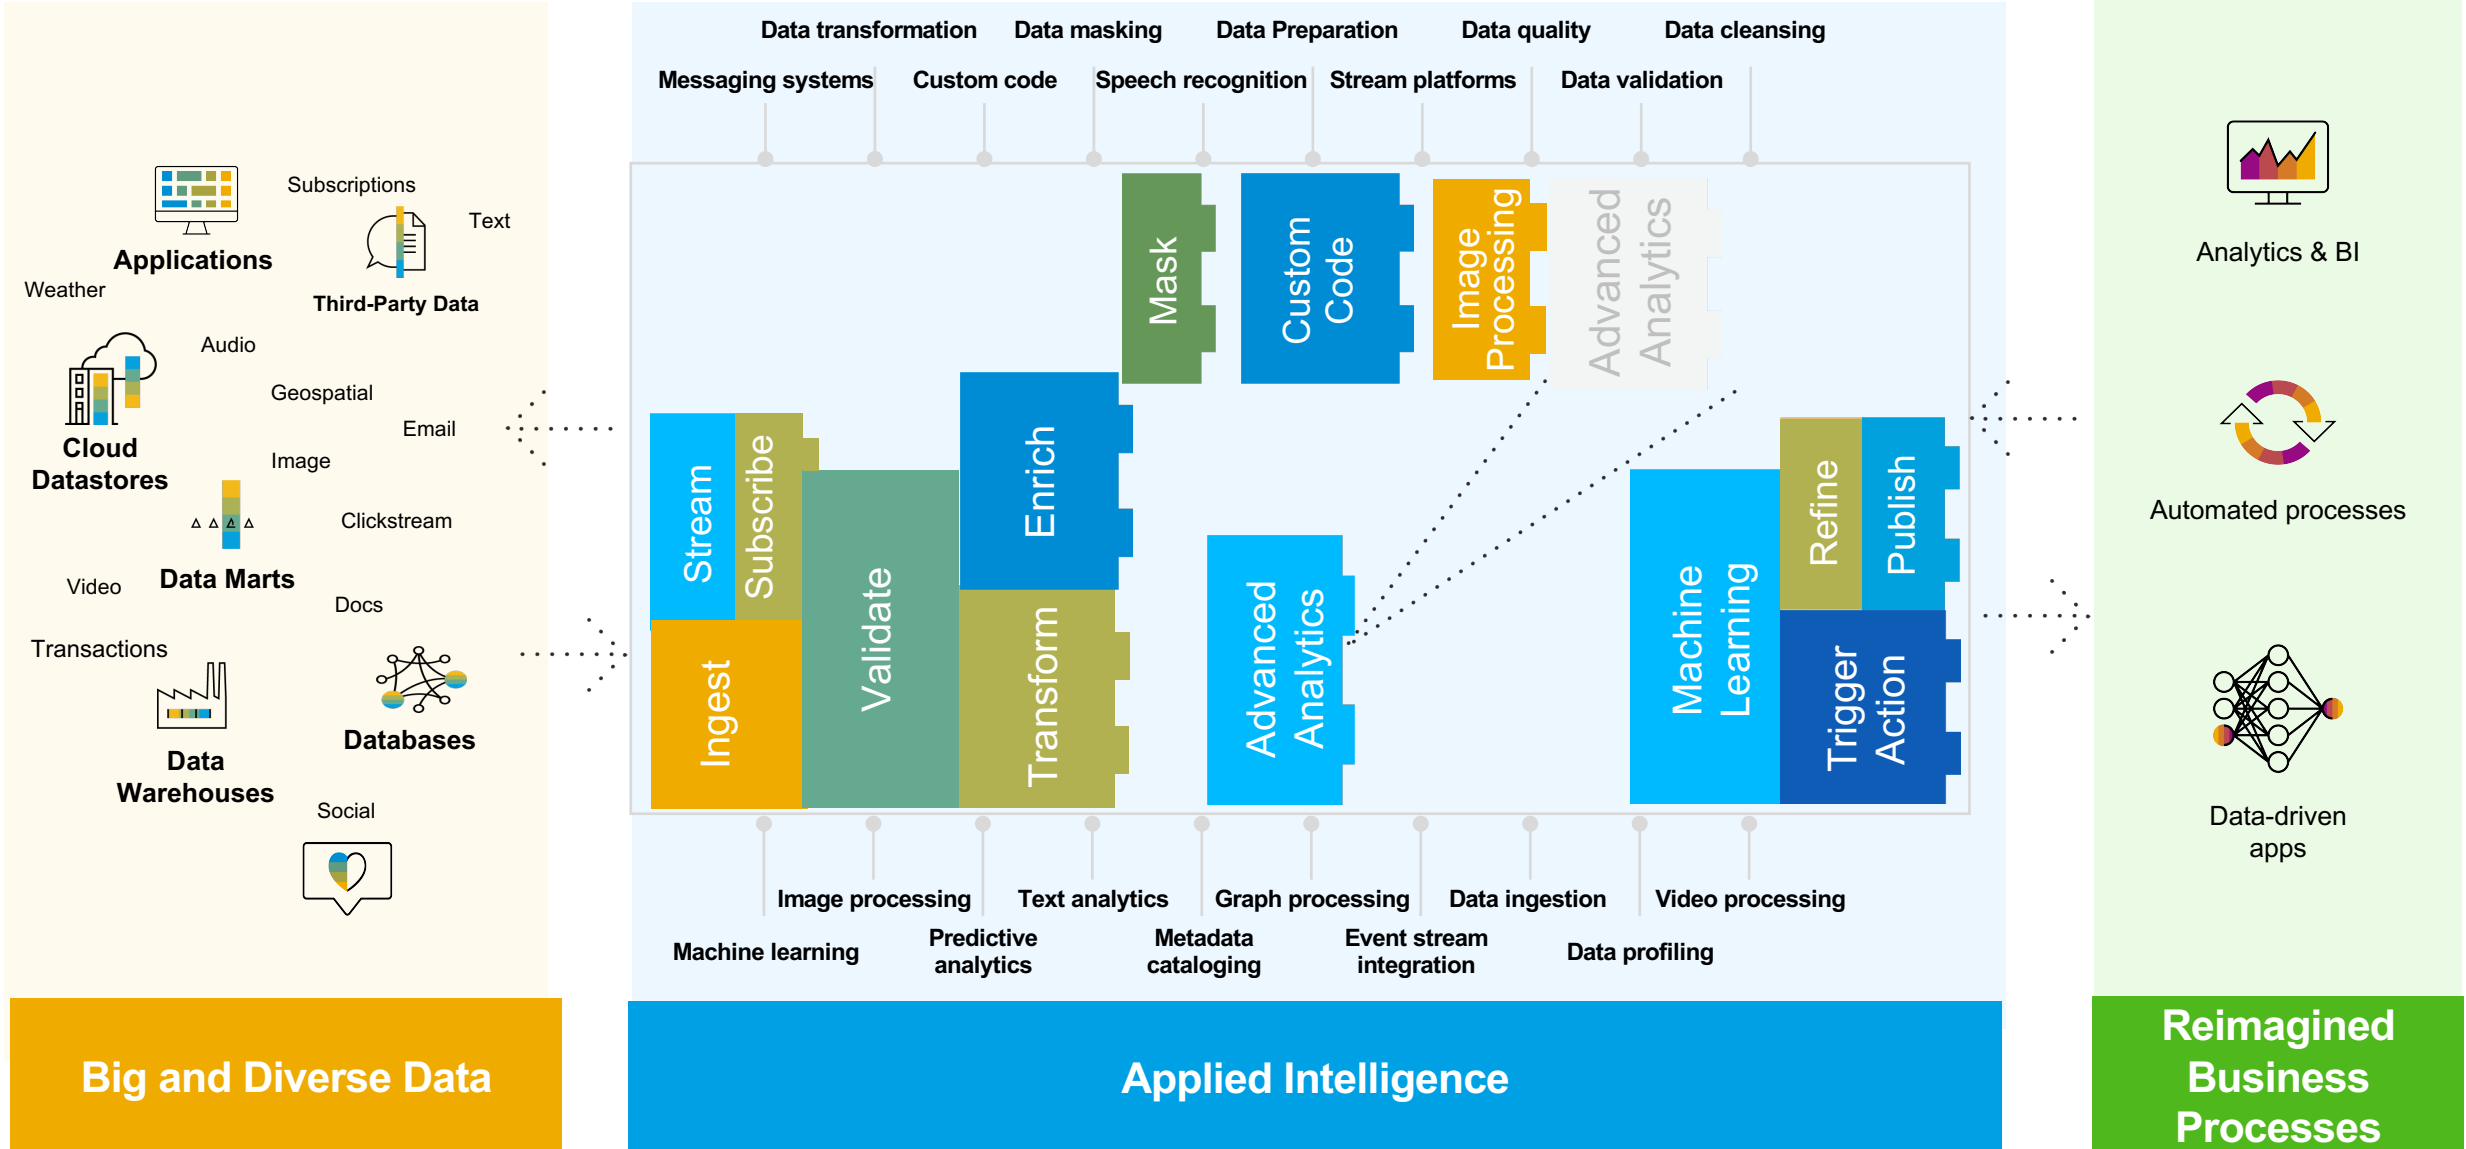 Subscriptions
Text
Applications
Weather
Third-Party Data
Audio
Geospatial
Cloud
Datastores
Email
Image
Clickstream
Video
Data Marts
Docs
Transactions
Databases
Data
Warehouses
Social
Big and Diverse Data
Data transformation
Data masking
Data Preparation
Data quality
Data cleansing
Messaging systems
Custom code
Speech recognition
Stream platforms
Data validation
Stream
Subscribe
Ingest
Validate
Enrich
Transform
Mask
Custom
Code
Image
Processing
Advanced
Analytics
Advanced
Analytics
Machine
Learning
Refine
Publish
Trigger
Action
Image processing
Text analytics
Graph processing
Data ingestion
Video processing
Machine learning
Predictive
analytics
Metadata
cataloging
Event stream
integration
Data profiling
Applied Intelligence
Analytics & BI
Automated processes
Data-driven
apps
Reimagined
Business
Processes